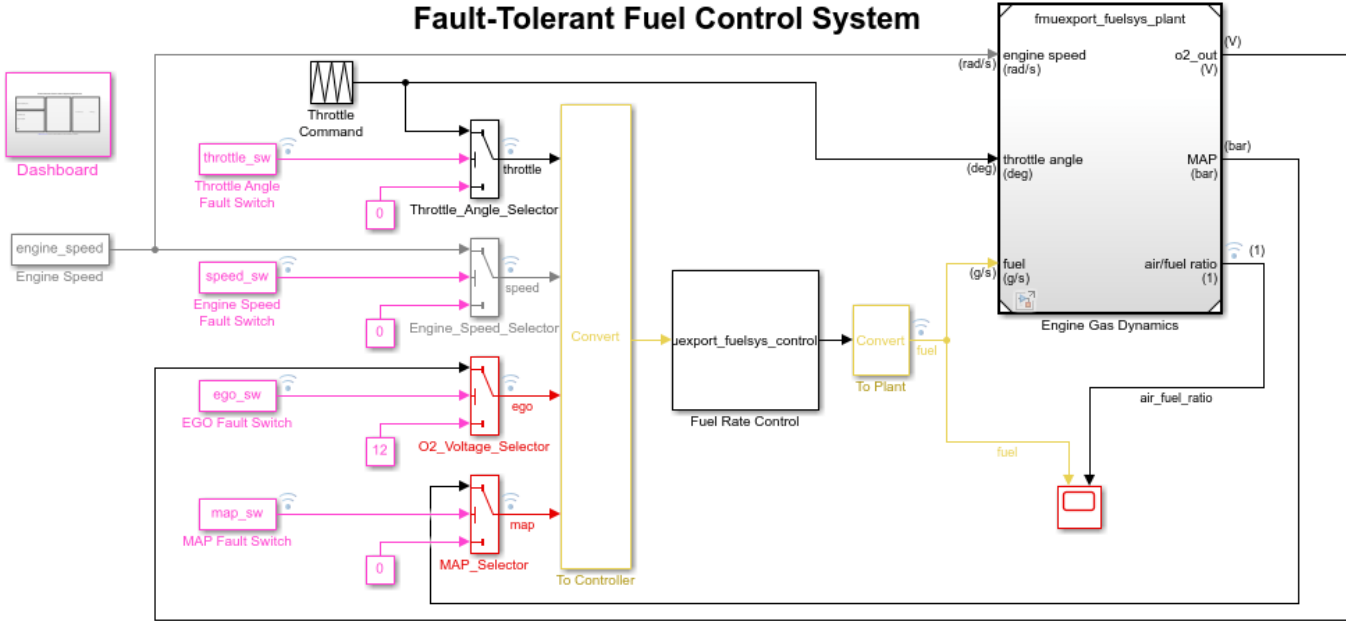 Fault-Tolerant Fuel Control System
fmuexport_fuelsys_plant
engine speed
(rad/s)
(rad/s)
o2_out
(V)
(V)
Throttle
Command
throttle_sw
Throttle Angle
Fault Switch
0
throttle
Throttle_Angle_Selector
Dashboard
throttle angle
(deg)
(deg)
MAP
(bar)
(bar)
engine_speed
Engine Speed
speed_sw
Engine Speed
Fault Switch
0
speed
Engine_Speed_Selector
fuel
(g/s)
(g/s)
air/fuel ratio
(1)
(1)
Engine Gas Dynamics
Convert
To Controller
uexport_fuelsys_control
Fuel Rate Control
Convert
To Plant
fuel
ego_sw
EGO Fault Switch
12
ego
O2_Voltage_Selector
air_fuel_ratio
fuel
map_sw
MAP Fault Switch
0
map
MAP_Selector